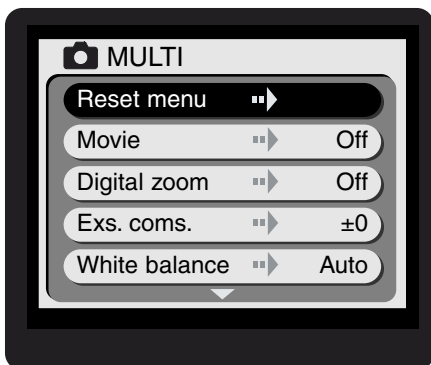 MULTI
Reset menu
Movie Off
Digital zoom Off
Exs. coms. ±0
White balance Auto